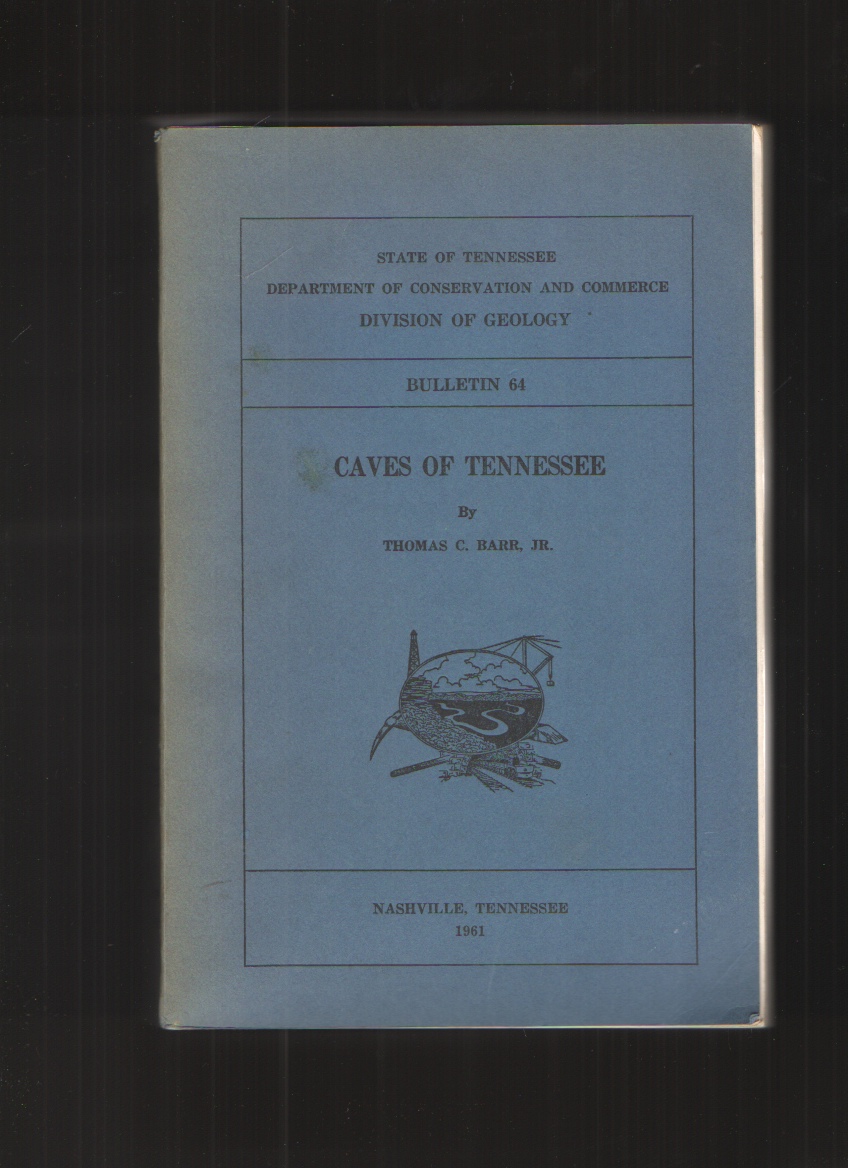 STATE OF TENNESSEE
DEPARTMENT OF CONSERVATION AND COMMERCE
DIVISION OF GEOLOGY
BULLETIN 64
CAVES OF TENNESSEE
By
THOMAS C. BARR, JR.
NASHVILLE, TENNESSEE
1961